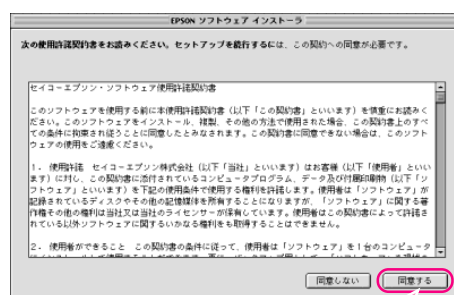 EPSON ソフトウェア インストーラ
次の使用許諾契約書をお読みください。セットアップを続行するには、この契約への同意が必要です。
セイコーエプソン・ソフトウェア使用許諾契約書
このソフトウェアを使用する前に本使用許諾契約書（以下「この契約書」といいます）を慎重にお読みく
ださい。このソフトウェアをインストール、複製、その他の方法で使用された場合、この契約書上のすべ
ての条件に拘束され従うことに同意したとみなされます。この契約書に同意できない場合は、このソフト
ウェアの使用をご遠慮ください。
1. 使用許諾　セイコーエプソン株式会社（以下「当社」といいます）はお客様（以下「使用者」といい
ます）に対し、この契約書に添付されているコンピュータプログラム、データ及び付属印刷物（以下「ソ
フトウェア」といいます）を下記の使用条件で使用する権利を許諾します。使用者は「ソフトウェア」が
記録されているディスクやその他の記憶媒体を所有することになりますが、「ソフトウェア」に関する著
作権その他の権利は当社又は当社のライセンサーが保有しています。使用者はこの契約書によって許諾さ
れている以外ソフトウェアに関するいかなる権利をも取得することはできません。
2. 使用者ができること　この契約書の条件に従って、使用者は「ソフトウェア」を１台のコンピュータ
同意しない
同意する